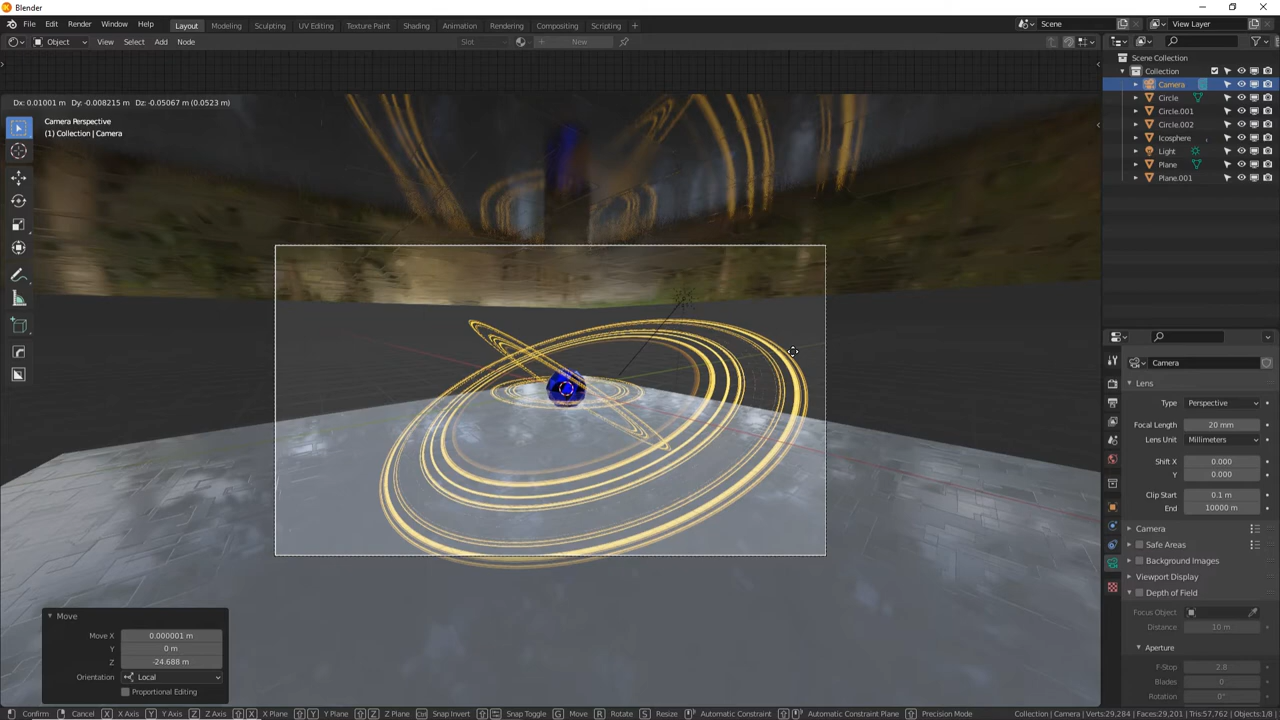 Blender
File Edit Render Window Help
Layout Modeling Sculpting UV Editing Texture Paint Shading Animation Rendering Compositing Scripting +
Scene
View Layer
Object View Select Add Node
Slot
New
Dx: 0.01001 m Dy: -0.008215 m Dz: -0.05067 m (0.0523 m)
Camera Perspective
(1) Collection | Camera
Scene Collection
Collection
Camera
Circle
Circle.001
Circle.002
Icosphere
Light
Plane
Plane.001
Camera
Lens
Type Perspective
Focal Length 20 mm
Lens Unit Millimeters
Shift X 0.000
Y 0.000
Clip Start 0.1 m
End 10000 m
Camera
Safe Areas
Background Images
Viewport Display
Depth of Field
Focus Object
Distance 10 m
Aperture
F-Stop 2.8
Blades 0
Rotation 0°
Move
Move X 0.000001 m
Y 0 m
Z -24.688 m
Orientation Local
Proportional Editing
Confirm Cancel X X Axis Y Y Axis Z Z Axis X X Plane Y Y Plane Z Z Plane Ctrl Snap Invert Snap Toggle G Move R Rotate S Resize Automatic Constraint Automatic Constraint Plane Precision Mode
Collection | Camera | Verts:29,284 | Faces:29,201 | Tris:57,762 | Objects:1/8